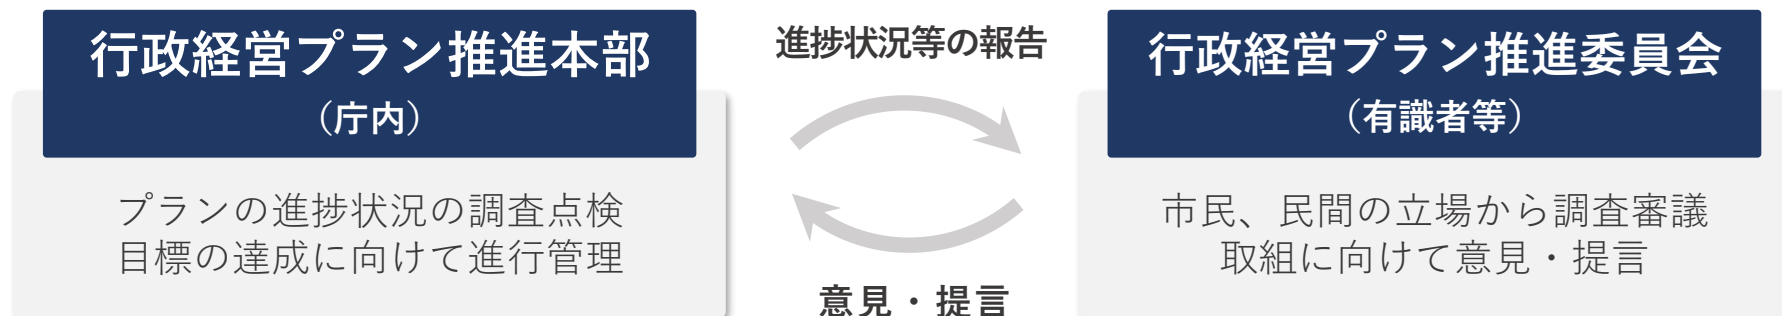 行政経営プラン推進本部
（庁内）
プランの進捗状況の調査点検
目標の達成に向けて進行管理
進捗状況等の報告
意見・提言
行政経営プラン推進委員会
（有識者等）
市民、民間の立場から調査審議
取組に向けて意見・提言